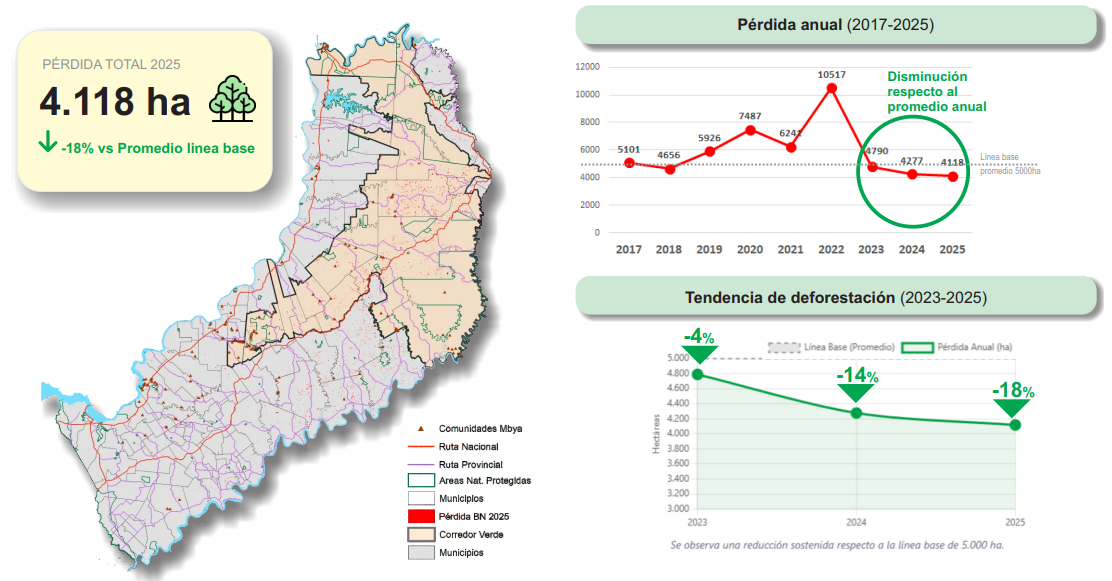 PÉRDIDA TOTAL 2025
4.118 ha
-18% vs Promedio linea base
Comunidades Mbya
Ruta Nacional
Ruta Provincial
Areas Nat. Protegidas
Municiplos
Pérdida BN 2025
Corredor Verde
Municiplos
Pérdida anual (2017-2025)
12000
10000
8000
6000
4000
2000
0
5101
4656
5926
7487
6241
10517
4790
4277
4118
Disminución
respecto al
promedio anual
Línea base
promedio 5000ha
2017 2018 2019 2020 2021 2022 2023 2024 2025
Tendencia de deforestación (2023-2025)
Línea Base (Promedio) Pérdida Anual (ha)
-4%
-14%
-18%
Hectáreas
5.000
4.800
4.600
4.400
4.200
4.000
3.800
3.600
3.400
3.200
3.000
2023 2024 2025
Se observa una reducción sostenida respecto a la línea base de 5.000 ha.